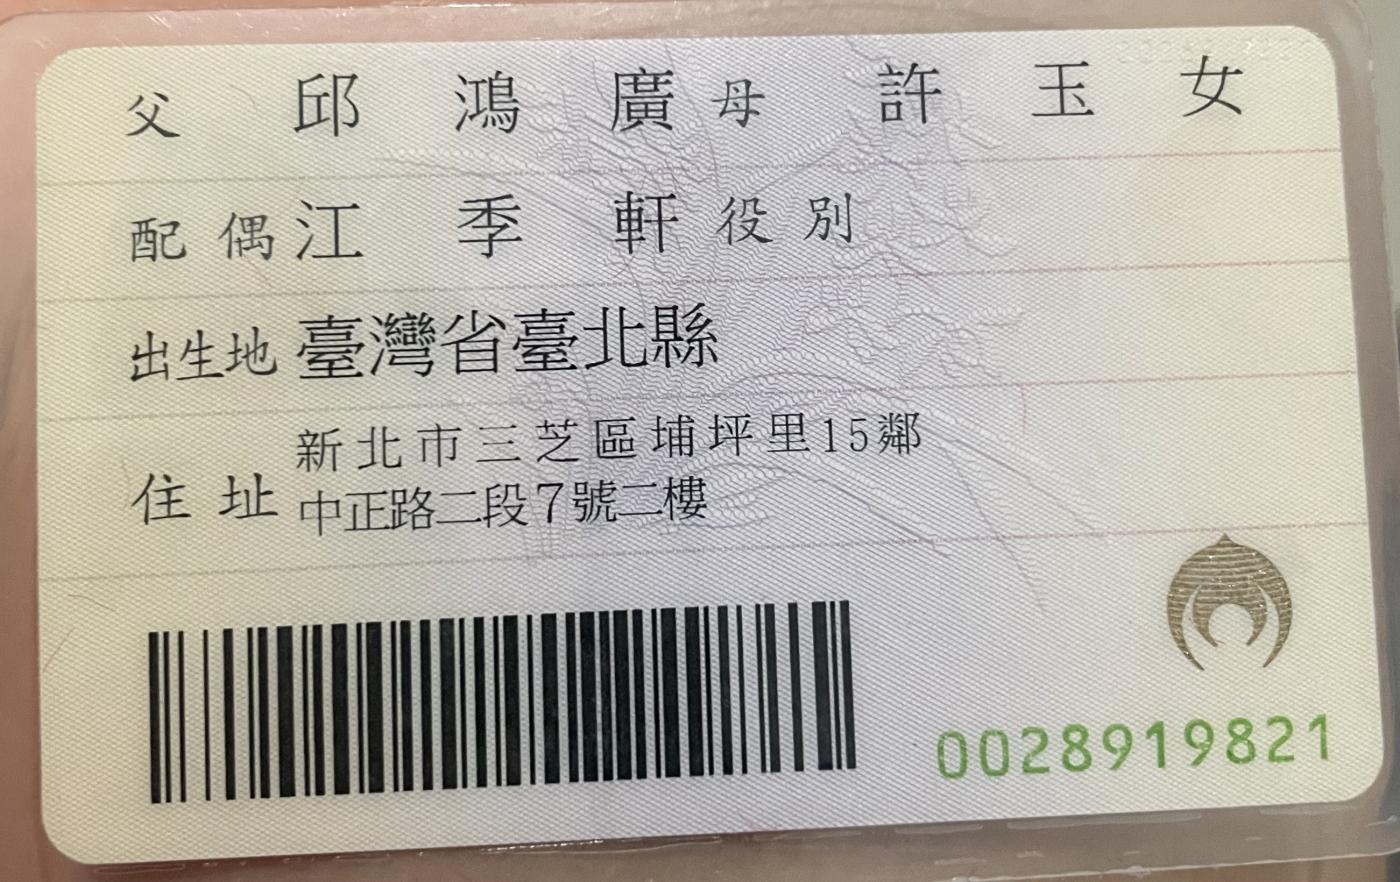 父 邱鴻廣 母 許玉女
配偶 江季軒 役別
出生地 臺灣省臺北縣
住址 新北市三芝區埔坪里15鄰
中正路二段7號二樓
0028919821